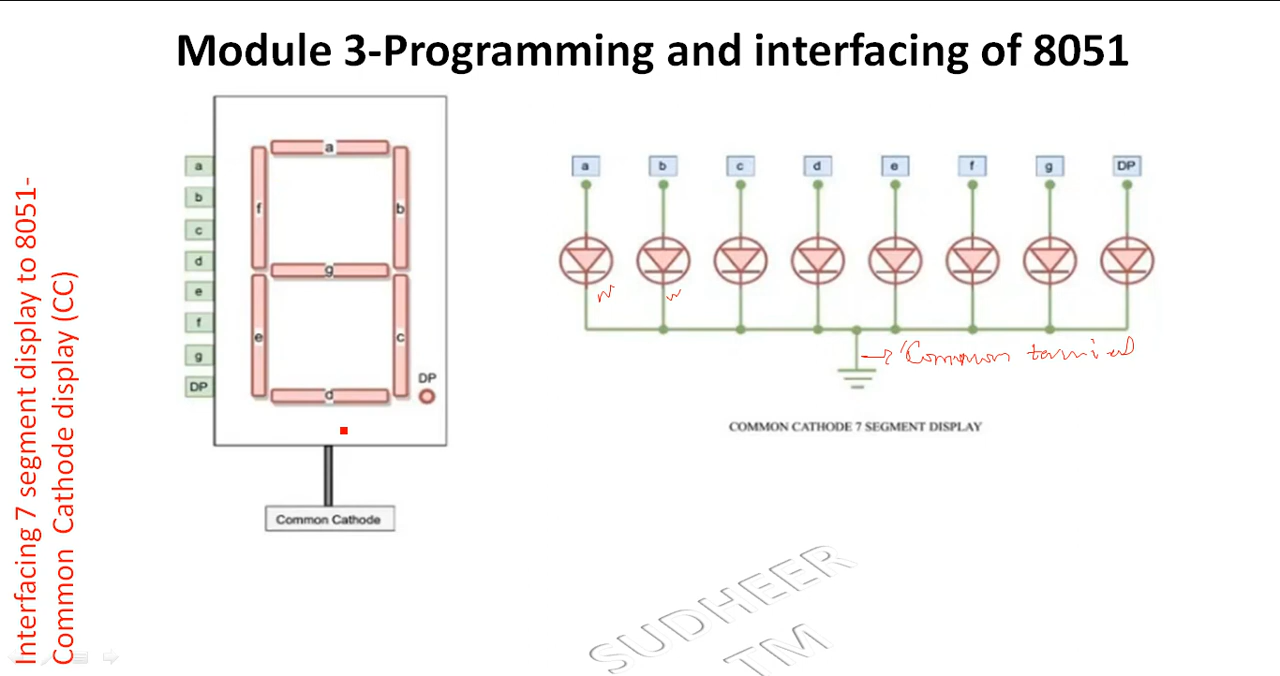 Module 3-Programming and interfacing of 8051
Interfacing 7 segment display to 8051-
Common Cathode display (CC)
a
b
c
d
e
f
g
DP
a
f
b
g
e
c
d
DP
Common Cathode
a b c d e f g DP
N N
Common
COMMON CATHODE 7 SEGMENT DISPLAY
SUDHEER
TM